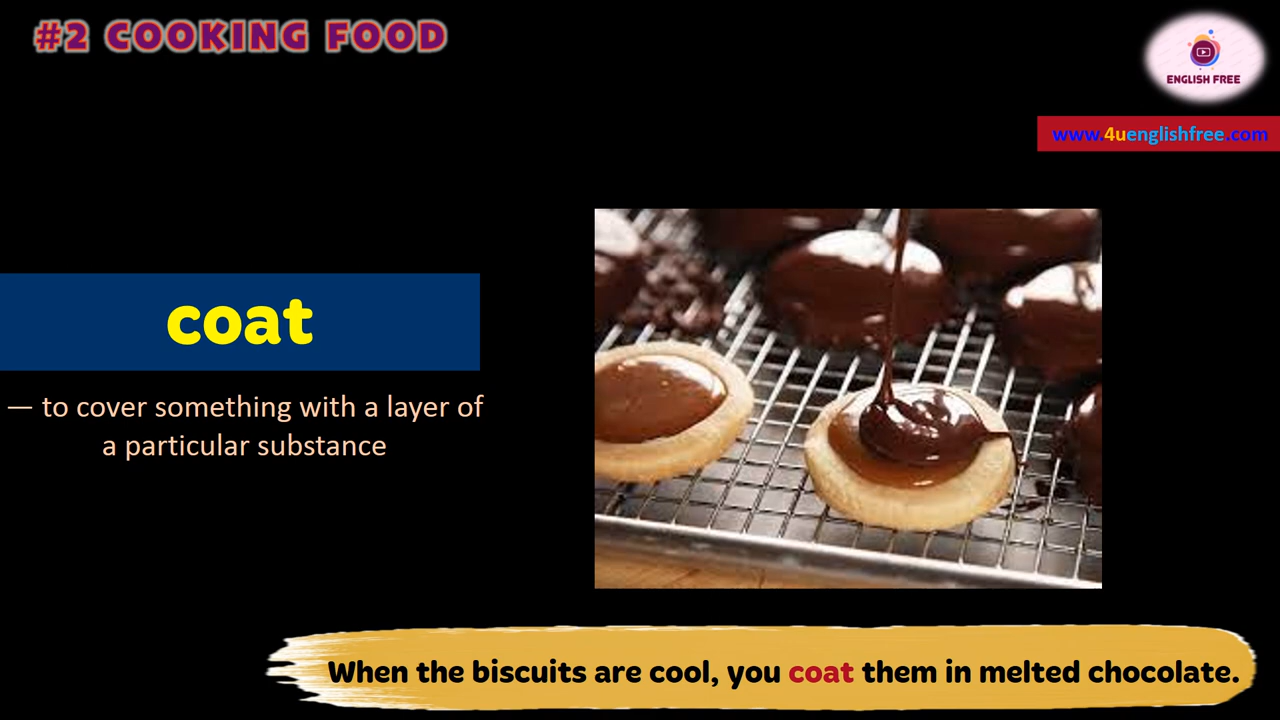 #2 COOKING FOOD
ENGLISH FREE
www.4uenglishfree.com
coat
— to cover something with a layer of
a particular substance
When the biscuits are cool, you coat them in melted chocolate.